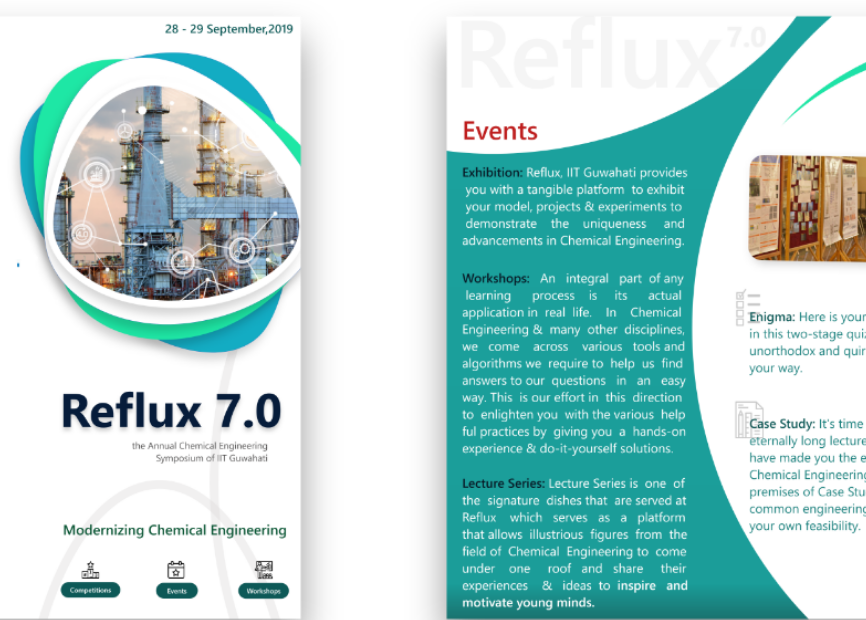 28 - 29 September,2019
Reflux 7.0
the Annual Chemical Engineering
Symposium of IIT Guwahati
Modernizing Chemical Engineering
Competitions
Events
Workshops
Reflux 7.0
Events
Exhibition: Reflux, IIT Guwahati provides
you with a tangible platform to exhibit
your model, projects & experiments to
demonstrate the uniqueness and
advancements in Chemical Engineering.
Workshops: An integral part of any
learning process is its actual
application in real life. In Chemical
Engineering & many other disciplines,
we come across various tools and
algorithms we require to help us find
answers to our questions in an easy
way. This is our effort in this direction
to enlighten you with the various help
ful practices by giving you a hands-on
experience & do-it-yourself solutions.
Lecture Series: Lecture Series is one of
the signature dishes that are served at
Reflux which serves as a platform
that allows illustrious figures from the
field of Chemical Engineering to come
under one roof and share their
experiences & ideas to inspire and
motivate young minds.
Enigma: Here is your
in this two-stage qui
unorthodox and quir
your way.
Case Study: It's time
eternally long lecture
have made you the e
Chemical Engineering
premises of Case Stu
common engineering
your own feasibility.